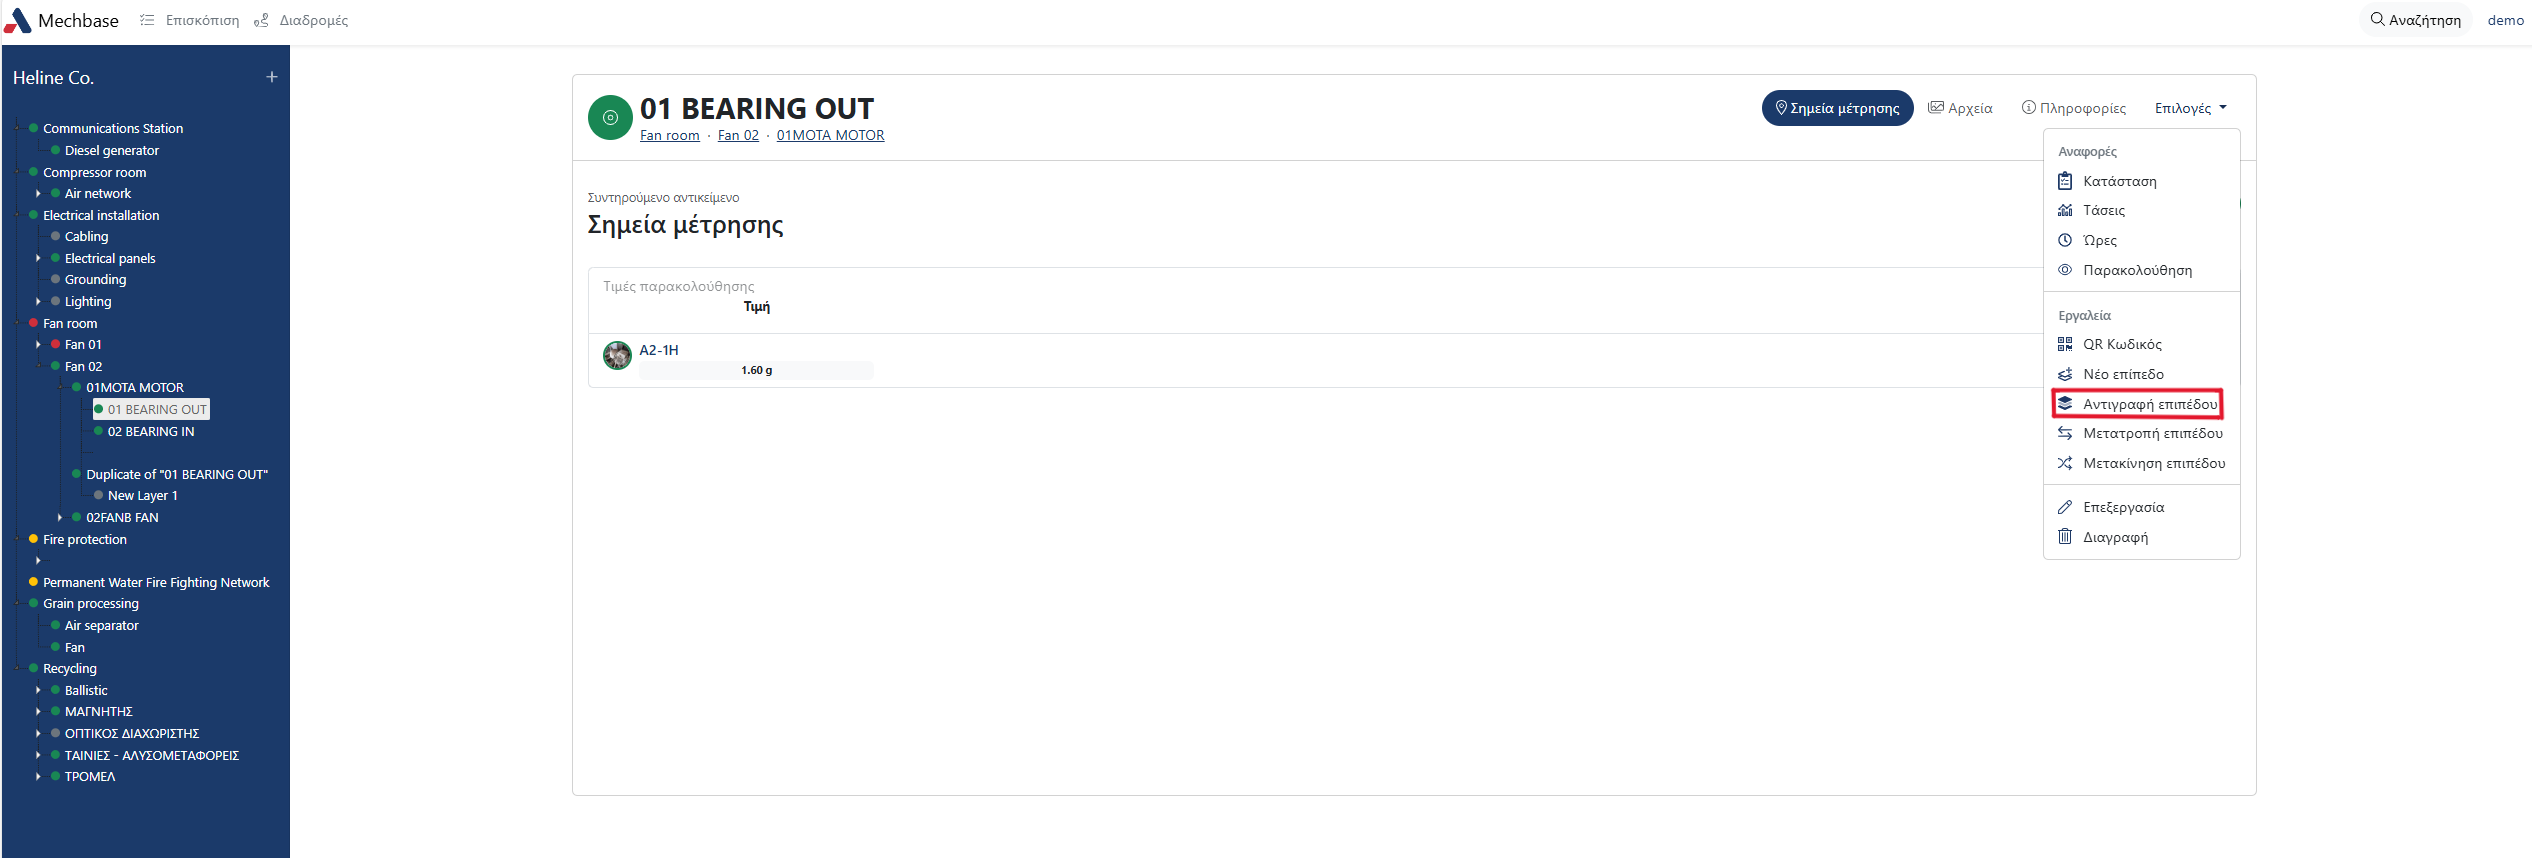 Mechbase
Επισκόπιση
Διαδρομές
Αναζήτηση
demo
Heline Co.
+
Communications Station
Diesel generator
Compressor room
Air network
Electrical installation
Cabling
Electrical panels
Grounding
Lighting
Fan room
Fan 01
Fan 02
01MOTA MOTOR
01 BEARING OUT
02 BEARING IN
Duplicate of "01 BEARING OUT"
New Layer 1
02FANB FAN
Fire protection
Permanent Water Fire Fighting Network
Grain processing
Air separator
Fan
Recycling
Ballistic
ΜΑΓΝΗΤΗΣ
ΟΠΤΙΚΟΣ ΔΙΑΧΩΡΙΣΤΗΣ
ΤΑΙΝΙΕΣ - ΑΛΥΣΟΜΕΤΑΦΟΡΕΙΣ
ΤΡΟΜΕΛ
01 BEARING OUT
Fan room · Fan 02 · 01MOTA MOTOR
Σημεία μέτρησης
Αρχεία
Πληροφορίες
Επιλογές
Συντηρούμενο αντικείμενο
Σημεία μέτρησης
Τιμές παρακολούθησης
Τιμή
A2-1H
1.60 g
Αναφορές
Κατάσταση
Τάσεις
Ώρες
Παρακολούθηση
Εργαλεία
QR Κωδικός
Νέο επίπεδο
Αντιγραφή επιπέδου
Μετατροπή επιπέδου
Μετακίνηση επιπέδου
Επεξεργασία
Διαγραφή